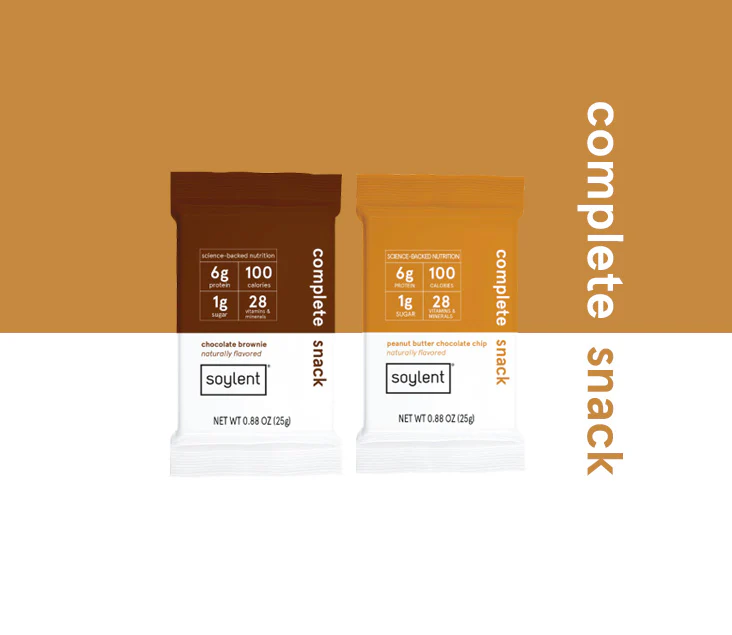 science-backed nutrition
6g
protein
100
calories
1g
sugar
28
vitamins &
minerals
complete snack
chocolate brownie
naturally flavored
soylent®
NET WT 0.88 OZ (25g)
SCIENCE-BACKED NUTRITION
6g
PROTEIN
100
CALORIES
1g
SUGAR
28
VITAMINS &
MINERALS
complete snack
peanut butter chocolate chip
naturally flavored
soylent®
NET WT 0.88 OZ (25g)
complete snack